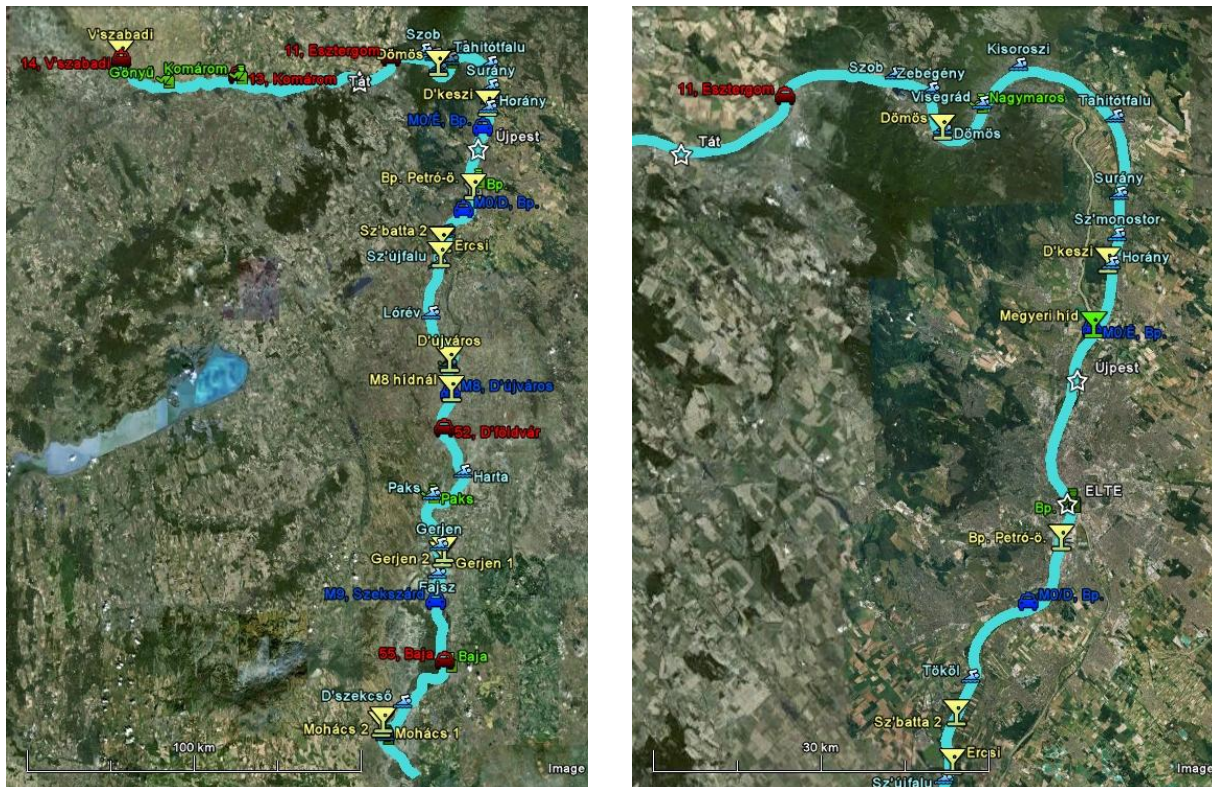 V'szabadi
14, V'szabadi
Gönyű
Komárom
13, Komárom
11, Esztergom
Tát
Szob
Dömös
Tahitótfalu
Surány
D'keszi
Horány
M0/É, Bp.
Újpest
Bp. Petró-ö
Bp.
M0/D, Bp.
Sz'batta 2
Ercsi
Sz'újfalu
Lórév
D'újváros
M8 hídnál
M8, D'újváros
52, D'földvár
Harta
Paks
Paks
Gerjen
Gerjen 2
Gerjen 1
Fajsz
M9, Szekszárd
55, Baja
Baja
D'szekcső
Mohács 2
Mohács 1
100 km
Image
Kisoroszi
Szob
Zebegény
11, Esztergom
Visegrád
Nagymaros
Tahitótfalu
Dömös
Dömös
Tát
Surány
Sz'monostor
D'keszi
Horány
Megyeri híd
M0/É, Bp.
Újpest
ELTE
Bp.
Bp. Petró-ö.
M0/D, Bp.
Tököl
Sz'batta 2
30 km
Ercsi
Sz'újfalu
Image